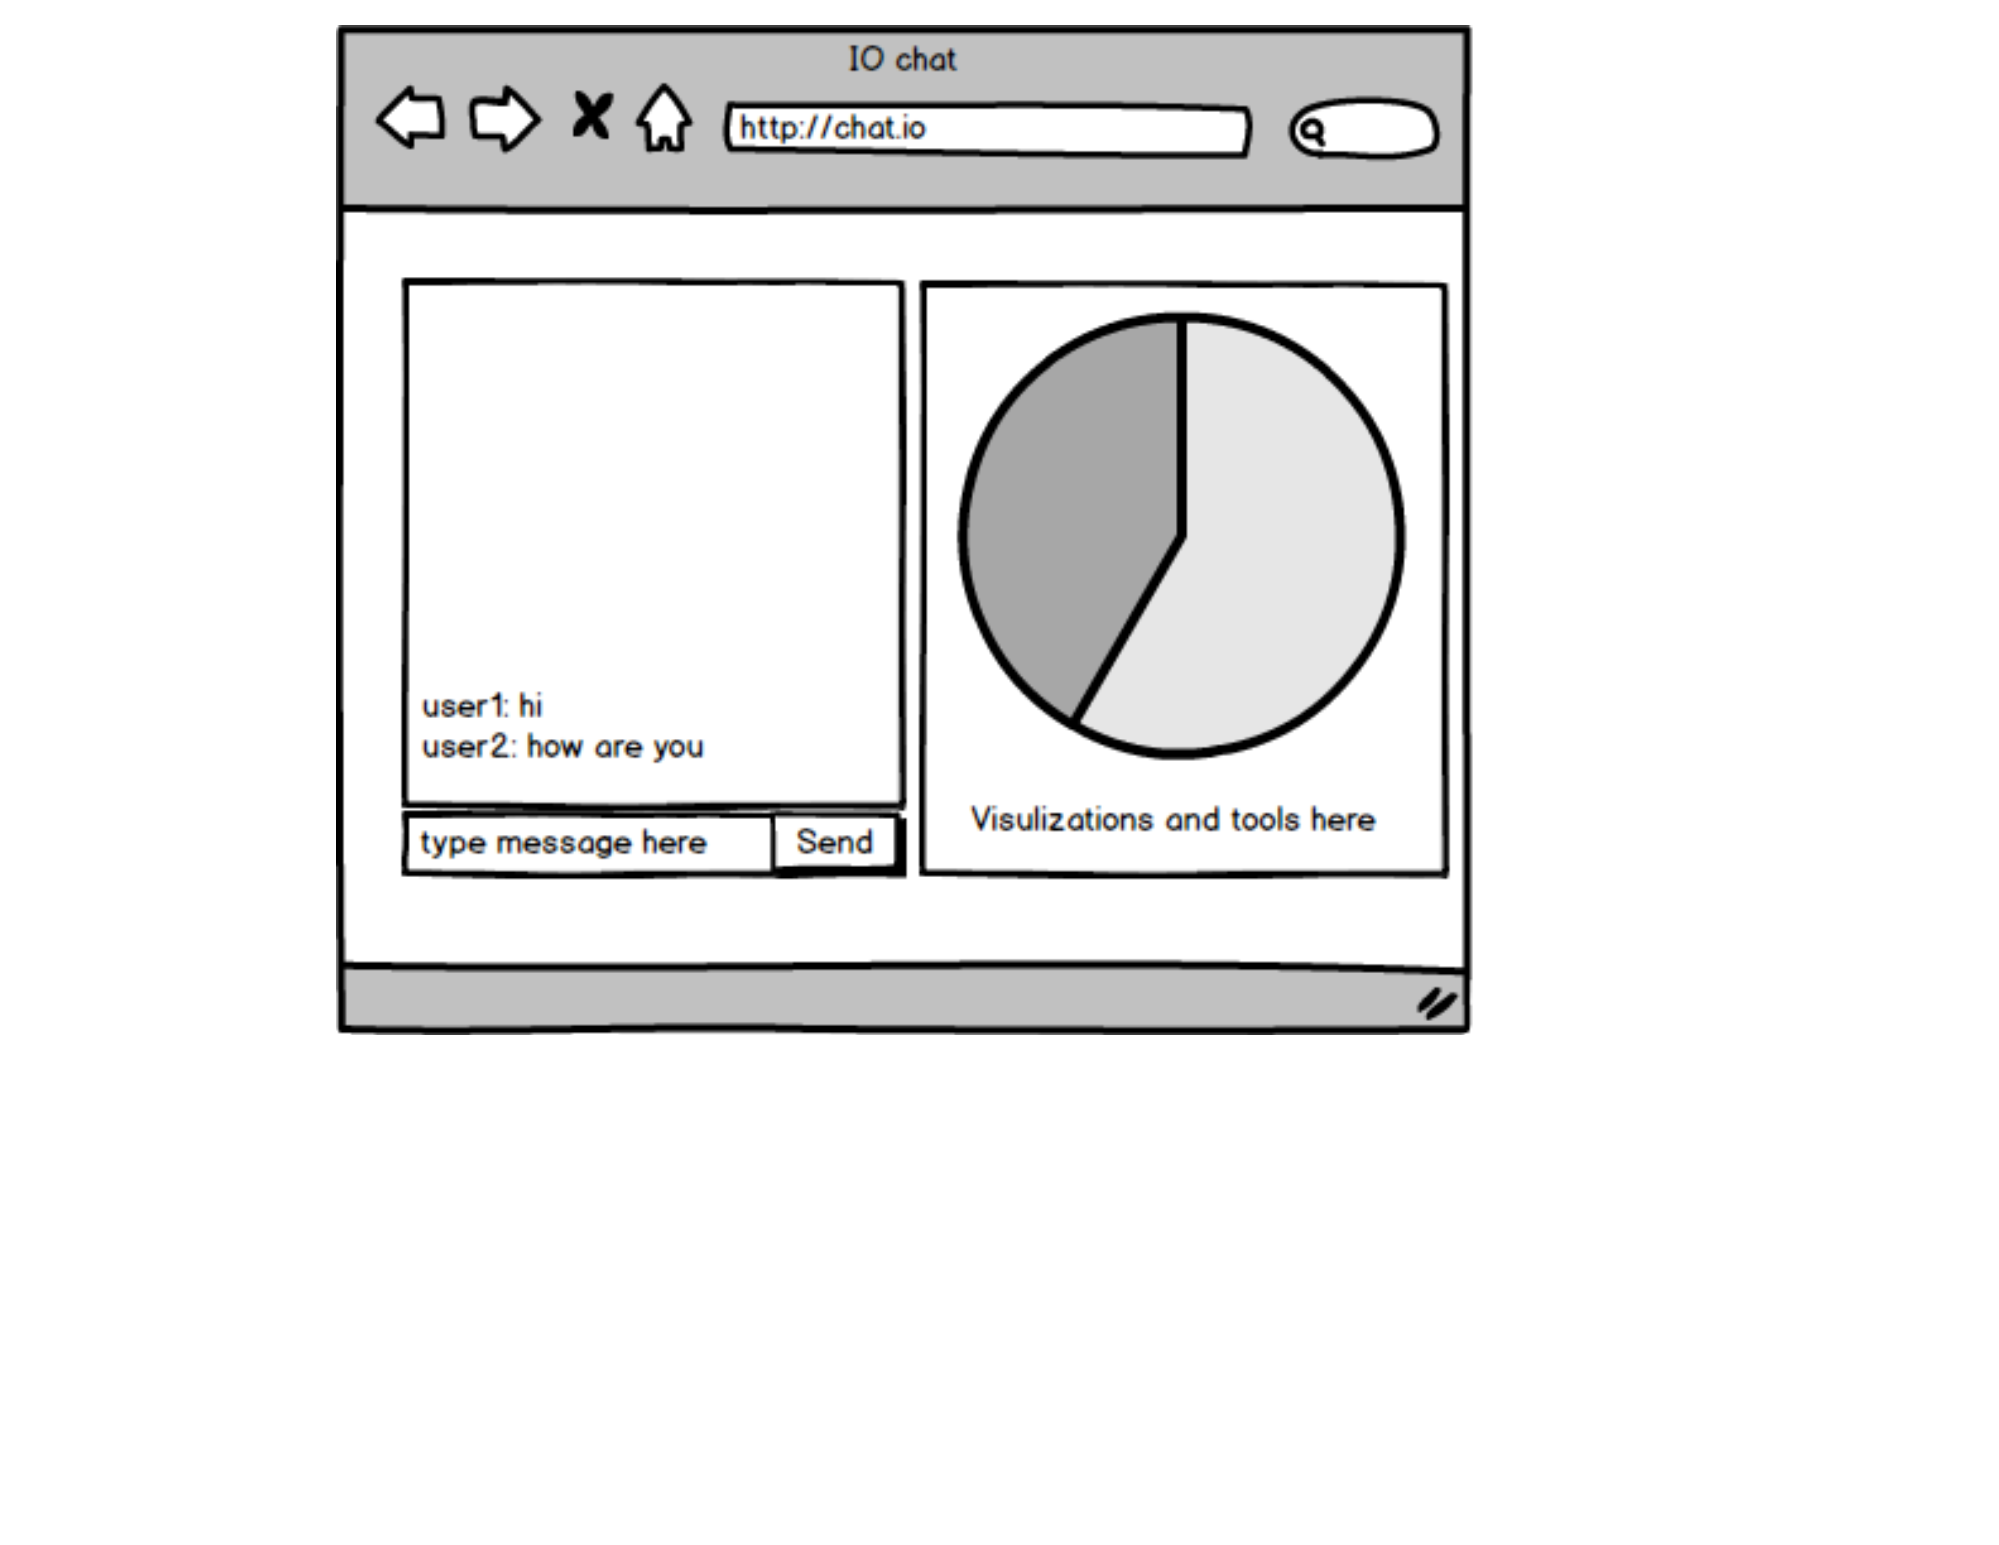 IO chat
http://chat.io
user1: hi
user2: how are you
type message here
Send
Visulizations and tools here